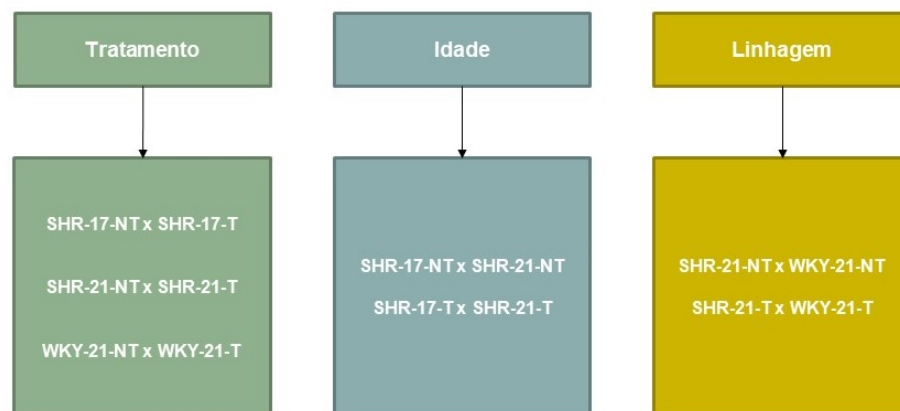 Tratamento
SHR-17-NT x SHR-17-T
SHR-21-NT x SHR-21-T
WKY-21-NT x WKY-21-T
Idade
SHR-17-NT x SHR-21-NT
SHR-17-T x SHR-21-T
Linhagem
SHR-21-NT x WKY-21-NT
SHR-21-T x WKY-21-T